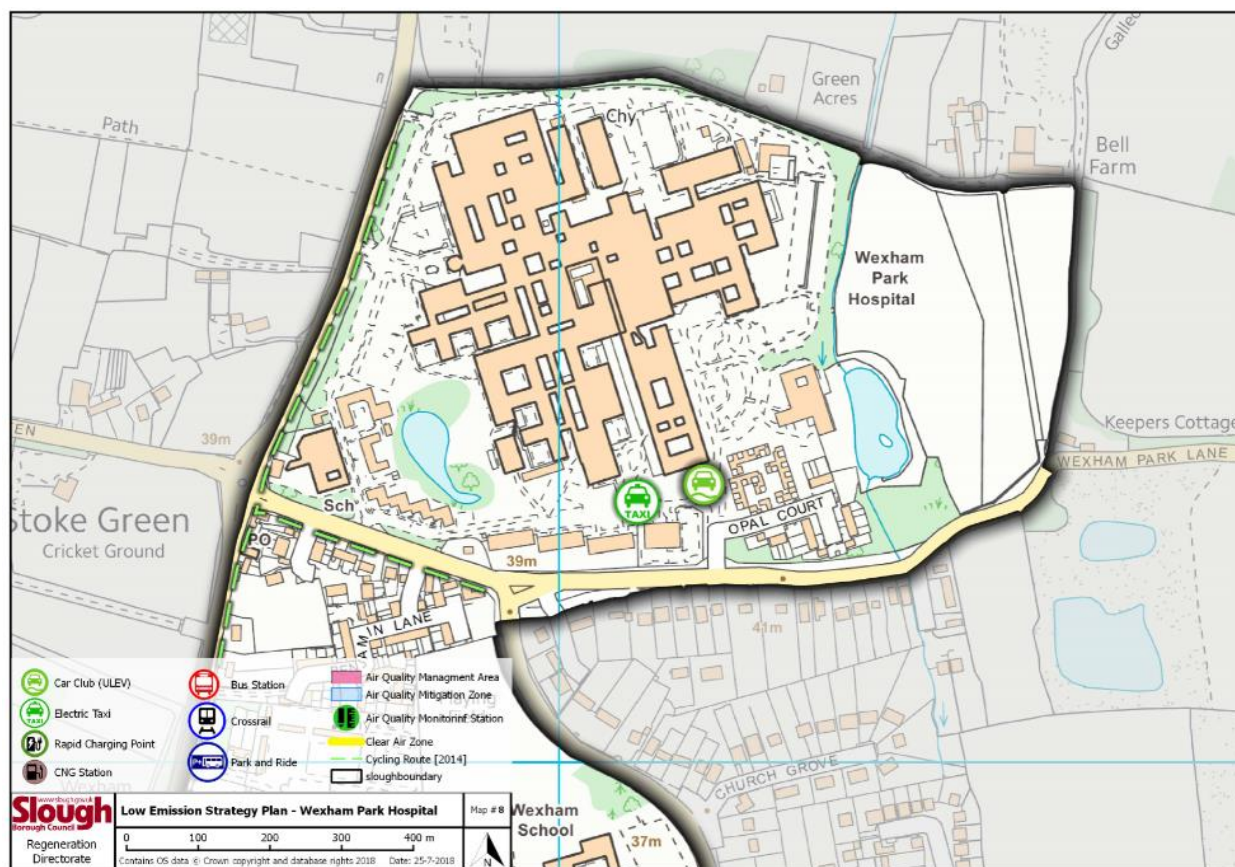 Path
Green
Acres
Bell
Farm
Chy
Wexham
Park
Hospital
Keepers Cottage
WEXHAM PARK LANE
39m
Stoke Green
Cricket Ground
Sch
PO
TAXI
OPAL COURT
39m
41m
CHURCH GROVE
Wexham
School
37m
Car Club (ULEV)
TAXI
Electric Taxi
Rapid Charging Point
CNG Station
Bus Station
Crossrail
Park and Ride
Air Quality Managment Area
Air Quality Mitigation Zone
Air Quality Monitorinf Station
Clear Air Zone
Cycling Route [2014]
sloughboundary
www.slough.gov.uk
Slough
Borough Council
Regeneration
Directorate
Low Emission Strategy Plan - Wexham Park Hospital
Map #8
0 100 200 300 400 m
Contains OS data © Crown copyright and database rights 2018 Date: 25-7-2018
N